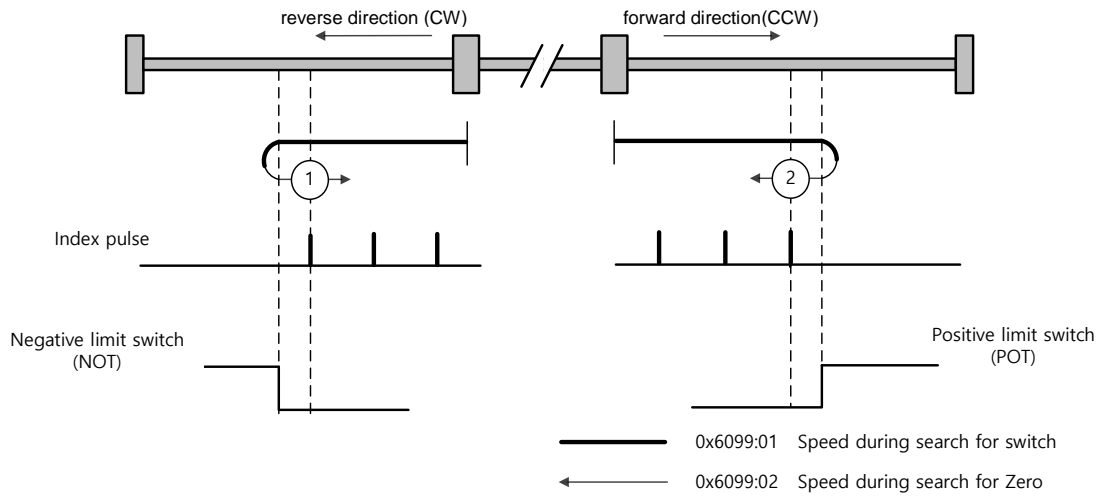 reverse direction (CW)
forward direction(CCW)
1
2
Index pulse
Negative limit switch
(NOT)
Positive limit switch
(POT)
0x6099:01 Speed during search for switch
0x6099:02 Speed during search for Zero